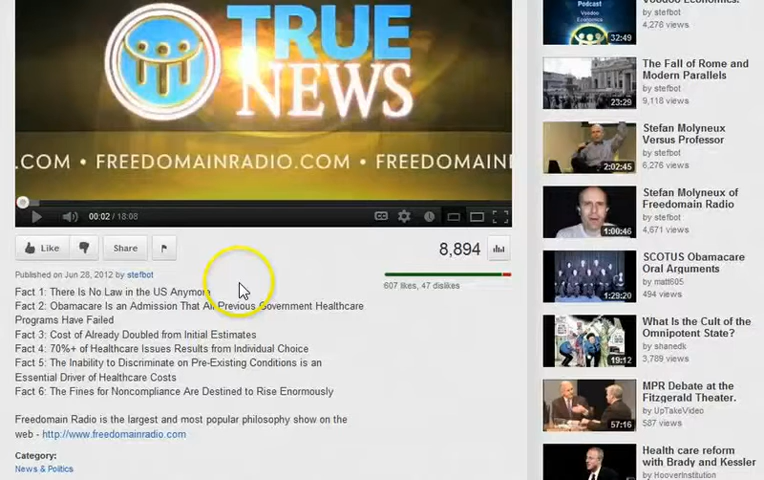 TRUE
NEWS
.COM • FREEDOMAINRADIO.COM • FREEDOMAIN
00:02 / 18:08
CC
Like
Share
8,894
Published on Jun 28, 2012 by stefbot
607 likes, 47 dislikes
Fact 1: There Is No Law in the US Anymore
Fact 2: Obamacare Is an Admission That All Previous Government Healthcare
Programs Have Failed
Fact 3: Cost of Already Doubled from Initial Estimates
Fact 4: 70%+ of Healthcare Issues Results from Individual Choice
Fact 5: The Inability to Discriminate on Pre-Existing Conditions is an
Essential Driver of Healthcare Costs
Fact 6: The Fines for Noncompliance Are Destined to Rise Enormously
Freedomain Radio is the largest and most popular philosophy show on the
web - http://www.freedomainradio.com
Category:
News & Politics
Podcast
Voodoo
Economics
32:49
Voodoo Economics.
by stefbot
4,276 views
23:29
The Fall of Rome and
Modern Parallels
by stefbot
9,118 views
2:02:45
Stefan Molyneux
Versus Professor
by stefbot
6,276 views
1:00:46
Stefan Molyneux of
Freedomain Radio
by stefbot
4,671 views
1:29:20
SCOTUS Obamacare
Oral Arguments
by matt605
494 views
19:12
What Is the Cult of the
Omnipotent State?
by shanedk
3,789 views
57:16
MPR Debate at the
Fitzgerald Theater.
by UpTakeVideo
587 views
Health care reform
with Brady and Kessler
by HooverInstitution